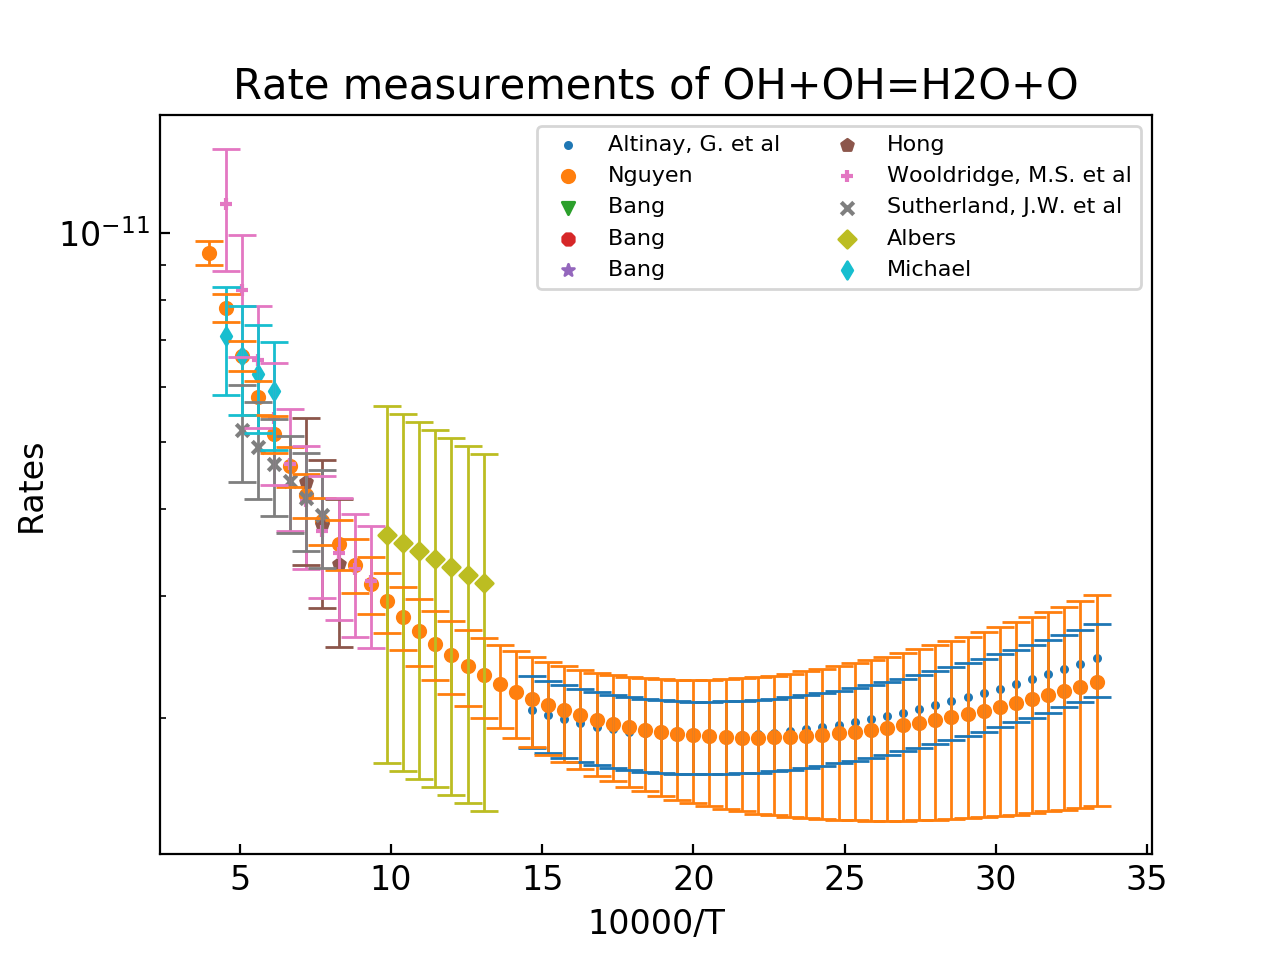 Rate measurements of OH+OH=H2O+O
Altinay, G. et al
Nguyen
Bang
Bang
Bang
Hong
Wooldridge, M.S. et al
Sutherland, J.W. et al
Albers
Michael
10⁻¹¹
Rates
5 10 15 20 25 30 35
10000/T